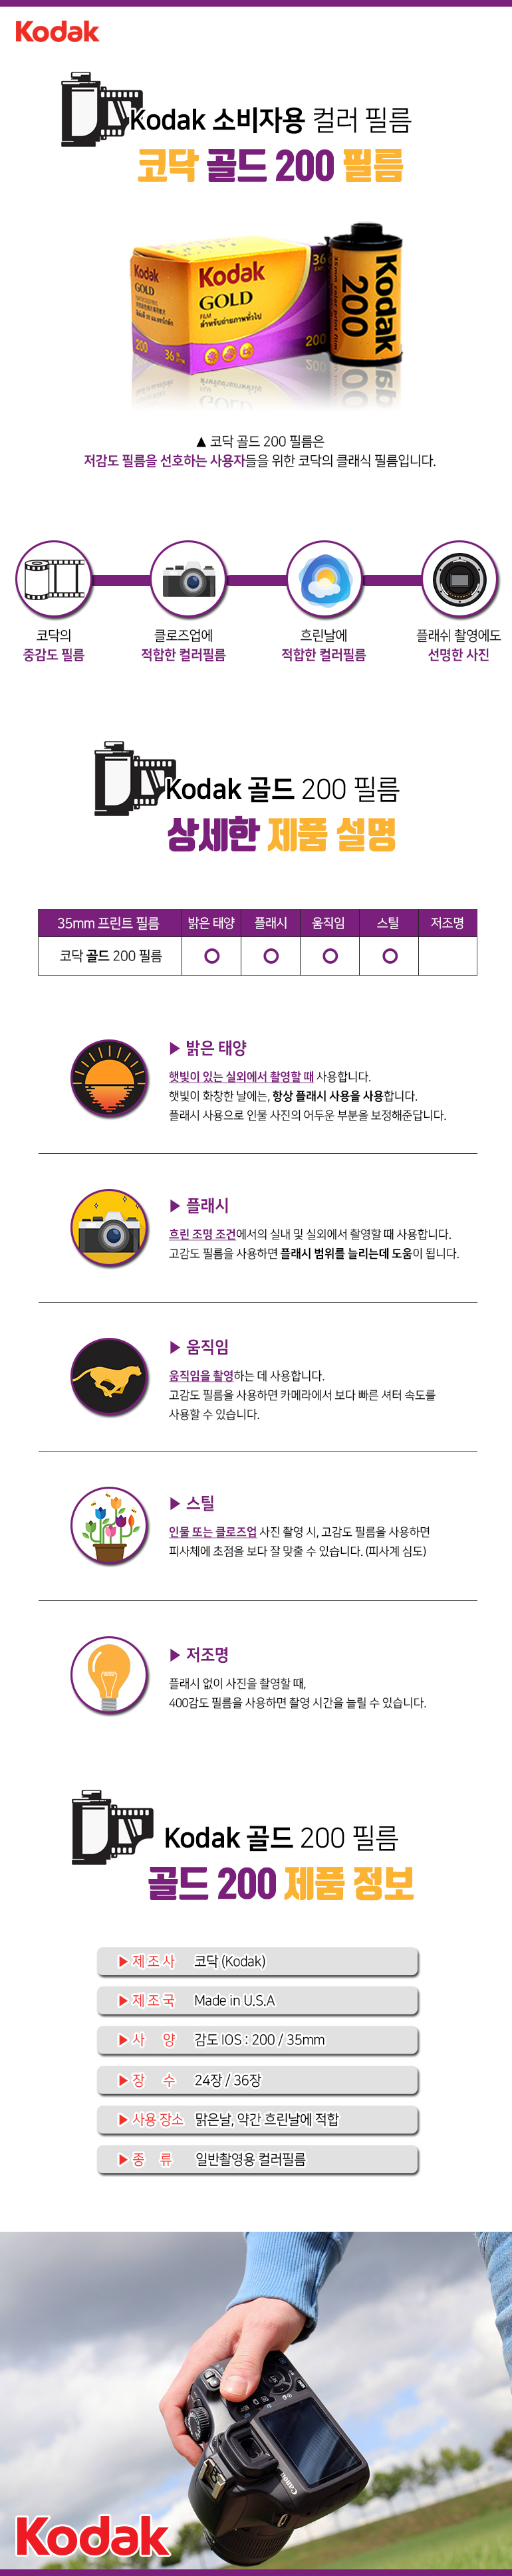 Kodak
Kodak 소비자용 컬러 필름
코닥 골드 200 필름
Kodak
GOLD
200
36
Kodak
GOLD
FILM
สำหรับถ่ายภาพทั่วไป
36
200
Kodak
200
▲ 코닥 골드 200 필름은
저감도 필름을 선호하는 사용자들을 위한 코닥의 클래식 필름입니다.
코닥의
중감도 필름
클로즈업에
적합한 컬러필름
흐린날에
적합한 컬러필름
플래쉬 촬영에도
선명한 사진
Kodak 골드 200 필름
상세한 제품 설명
35mm 프린트 필름 밝은 태양 플래시 움직임 스틸 저조명
코닥 골드 200 필름 O O O O
▶ 밝은 태양
햇빛이 있는 실외에서 촬영할 때 사용합니다.
햇빛이 화창한 날에는, 항상 플래시 사용을 사용합니다.
플래시 사용으로 인물 사진의 어두운 부분을 보정해준답니다.
▶ 플래시
흐린 조명 조건에서의 실내 및 실외에서 촬영할 때 사용합니다.
고감도 필름을 사용하면 플래시 범위를 늘리는데 도움이 됩니다.
▶ 움직임
움직임을 촬영하는 데 사용합니다.
고감도 필름을 사용하면 카메라에서 보다 빠른 셔터 속도를
사용할 수 있습니다.
▶ 스틸
인물 또는 클로즈업 사진 촬영 시, 고감도 필름을 사용하면
피사체에 초점을 보다 잘 맞출 수 있습니다. (피사계 심도)
▶ 저조명
플래시 없이 사진을 촬영할 때,
400감도 필름을 사용하면 촬영 시간을 늘릴 수 있습니다.
Kodak 골드 200 필름
골드 200 제품 정보
▶ 제 조 사 코닥 (Kodak)
▶ 제 조 국 Made in U.S.A
▶ 사 양 감도 IOS : 200 / 35mm
▶ 장 수 24장 / 36장
▶ 사용 장소 맑은날, 약간 흐린날에 적합
▶ 종 류 일반촬영용 컬러필름
Canon
Kodak